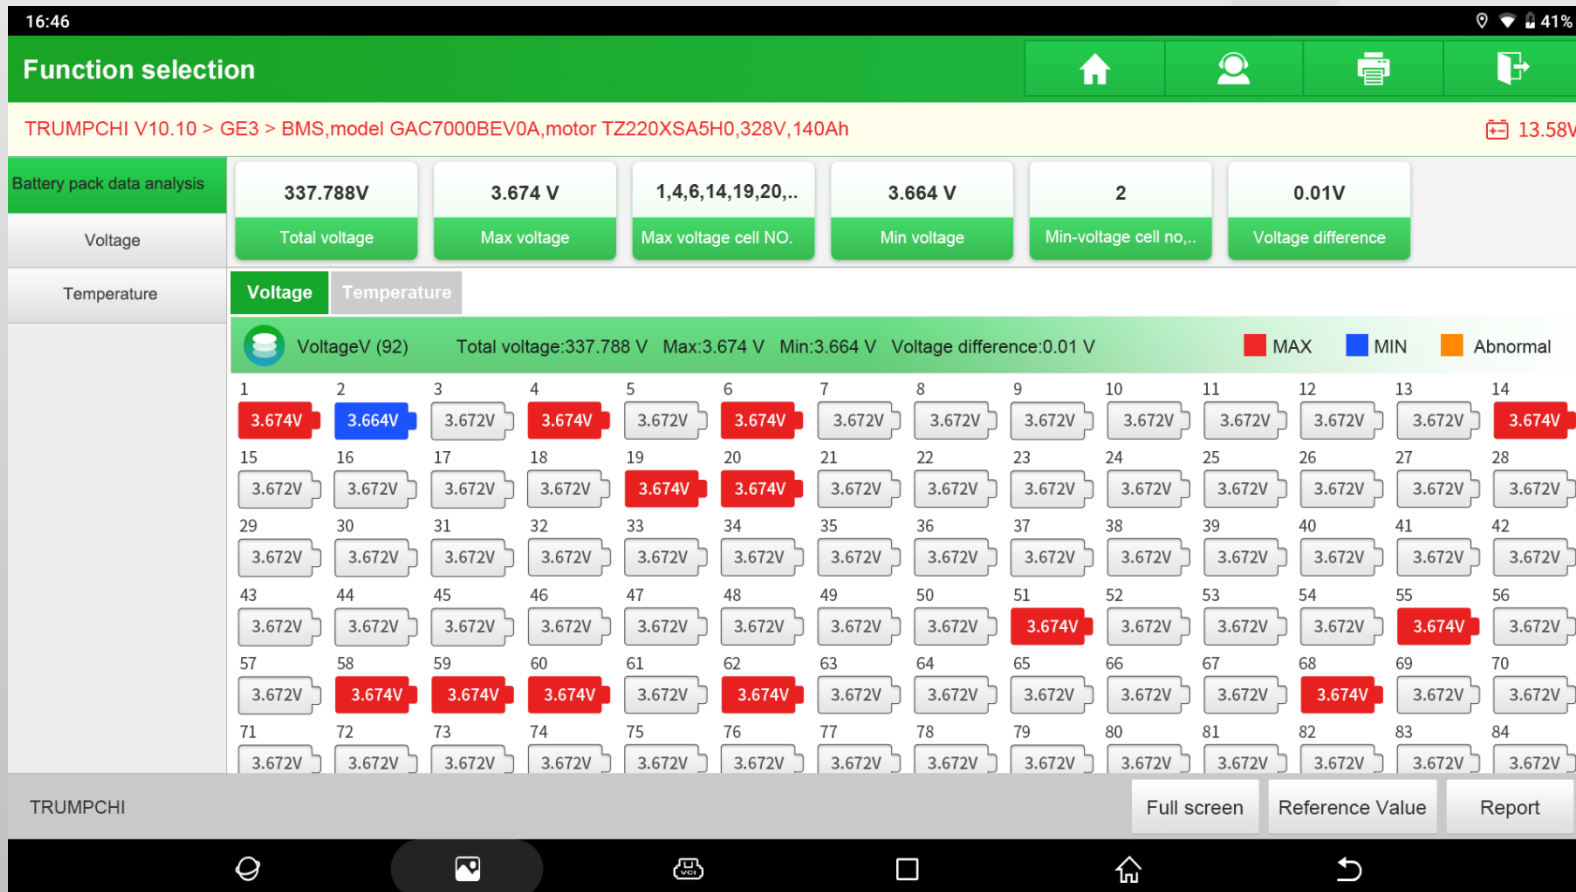 16:46
41%
Function selection
TRUMPCHI V10.10 > GE3 > BMS,model GAC7000BEV0A,motor TZ220XSA5H0,328V,140Ah
13.58V
Battery pack data analysis
Voltage
Temperature
337.788V
3.674 V
1,4,6,14,19,20,..
3.664 V
2
0.01V
Total voltage
Max voltage
Max voltage cell NO.
Min voltage
Min-voltage cell no,..
Voltage difference
Voltage Temperature
VoltageV (92) Total voltage:337.788 V Max:3.674 V Min:3.664 V Voltage difference:0.01 V MAX MIN Abnormal
1 2 3 4 5 6 7 8 9 10 11 12 13 14
3.674V 3.664V 3.672V 3.674V 3.672V 3.674V 3.672V 3.672V 3.672V 3.672V 3.672V 3.672V 3.672V 3.674V
15 16 17 18 19 20 21 22 23 24 25 26 27 28
3.672V 3.672V 3.672V 3.672V 3.674V 3.674V 3.672V 3.672V 3.672V 3.672V 3.672V 3.672V 3.672V 3.672V
29 30 31 32 33 34 35 36 37 38 39 40 41 42
3.672V 3.672V 3.672V 3.672V 3.672V 3.672V 3.672V 3.672V 3.672V 3.672V 3.672V 3.672V 3.672V 3.672V
43 44 45 46 47 48 49 50 51 52 53 54 55 56
3.672V 3.672V 3.672V 3.672V 3.672V 3.672V 3.672V 3.672V 3.674V 3.672V 3.672V 3.672V 3.674V 3.672V
57 58 59 60 61 62 63 64 65 66 67 68 69 70
3.672V 3.674V 3.674V 3.674V 3.672V 3.674V 3.672V 3.672V 3.672V 3.672V 3.672V 3.674V 3.672V 3.672V
71 72 73 74 75 76 77 78 79 80 81 82 83 84
3.672V 3.672V 3.672V 3.672V 3.672V 3.672V 3.672V 3.672V 3.672V 3.672V 3.672V 3.672V 3.672V 3.672V
TRUMPCHI
Full screen
Reference Value
Report
VCI